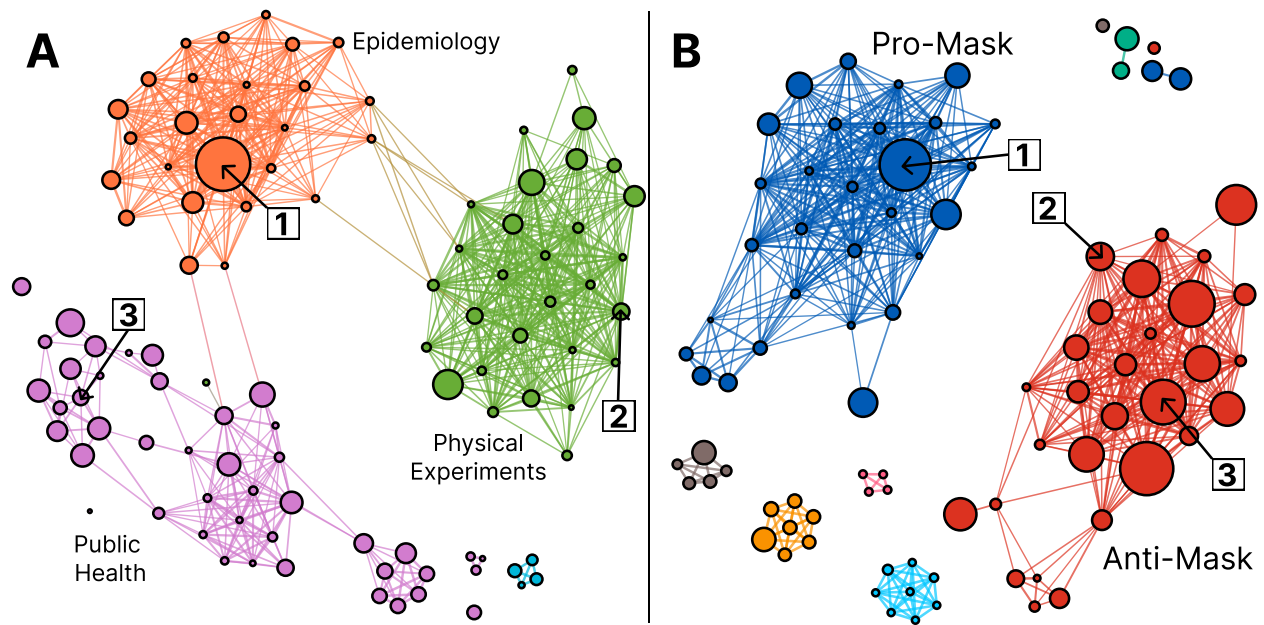 A
Epidemiology
1
3
2
Physical
Experiments
Public
Health
B
Pro-Mask
1
2
3
Anti-Mask